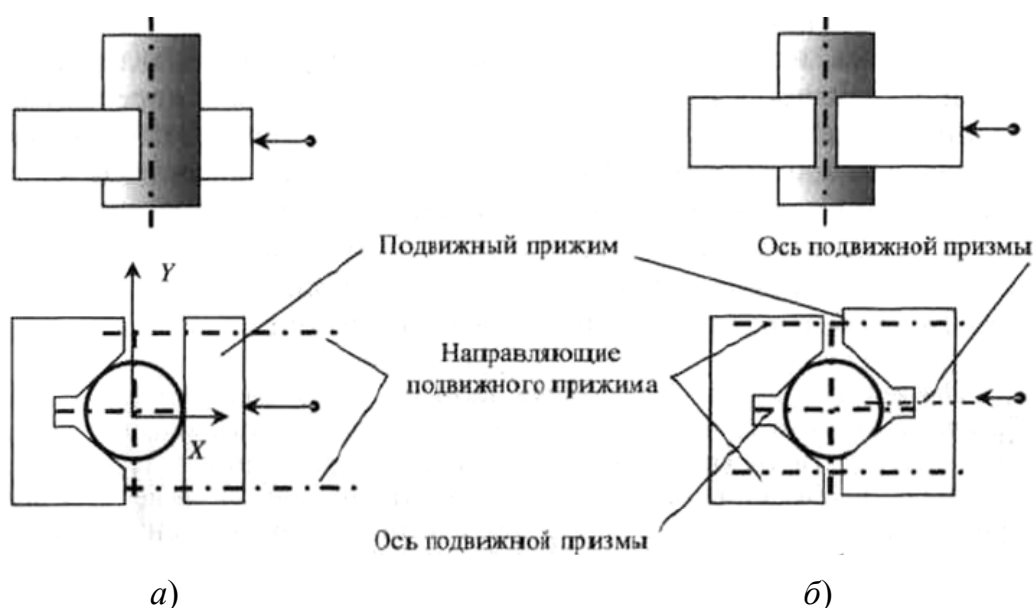 Подвижный прижим
Ось подвижной призмы
Y
Направляющие
подвижного прижима
X
Ось подвижной призмы
а)
б)